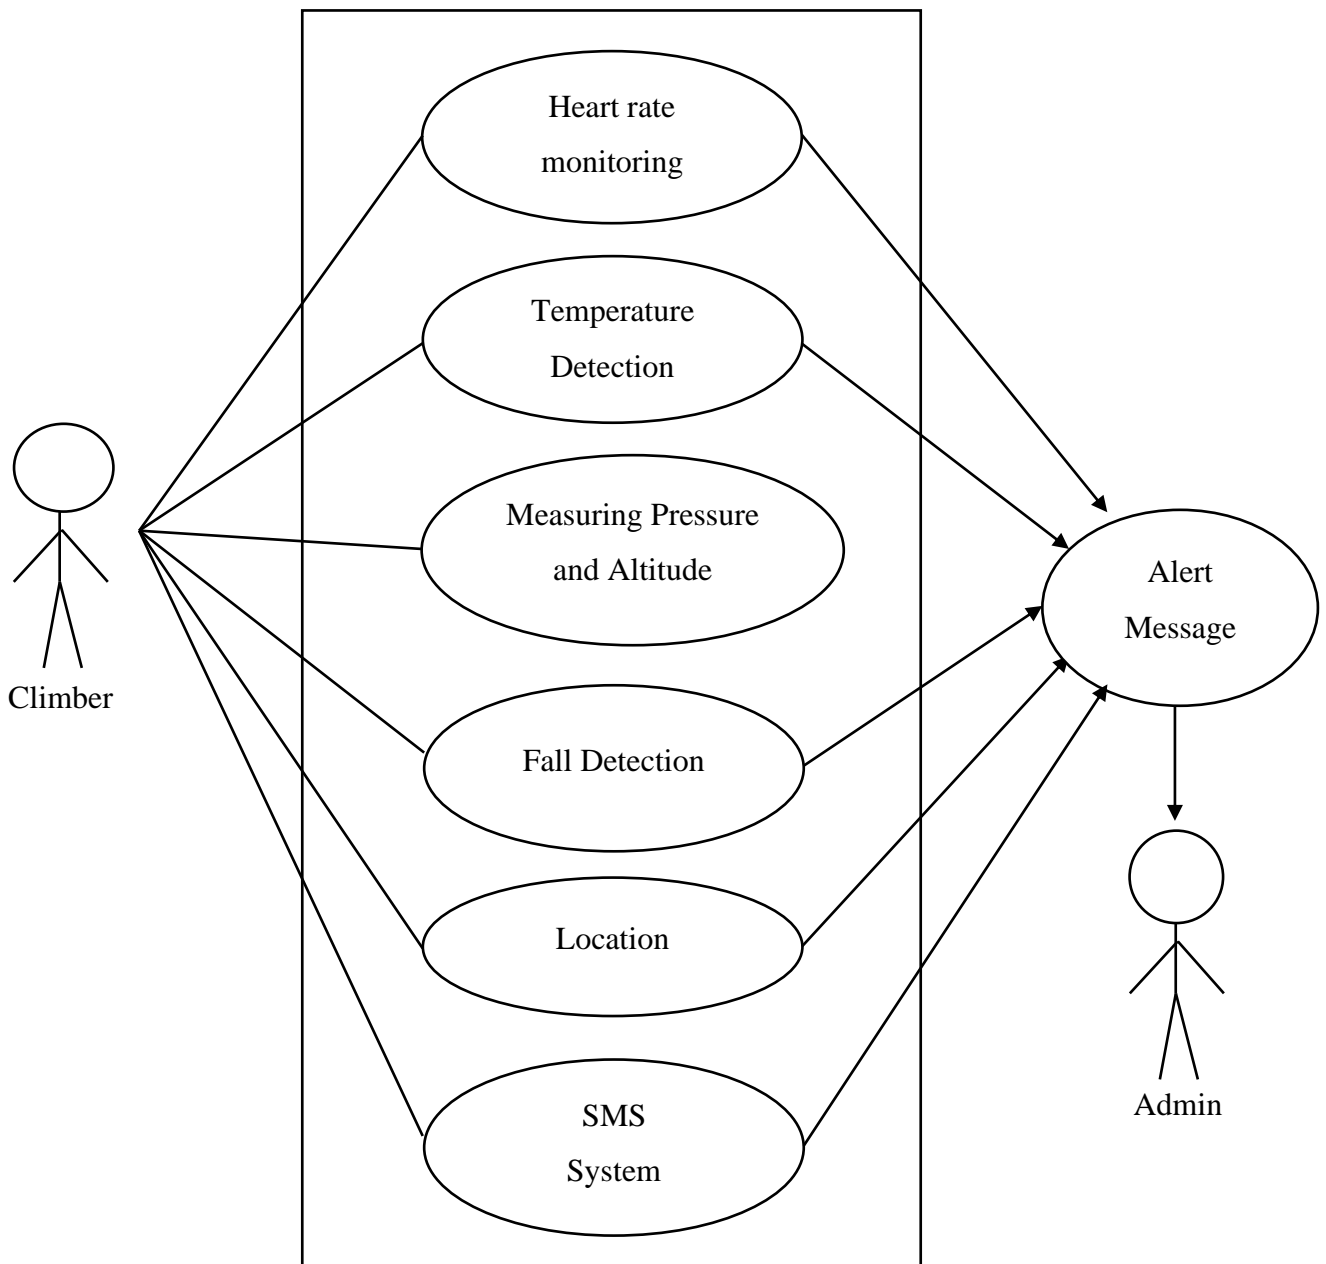 Heart rate
monitoring
Temperature
Detection
Measuring Pressure
and Altitude
Alert
Message
Climber
Fall Detection
Location
SMS
System
Admin